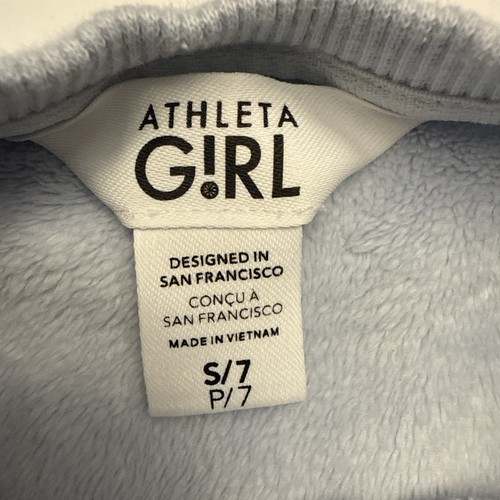 ATHLETA
G!RL
DESIGNED IN
SAN FRANCISCO
CONÇU À
SAN FRANCISCO
MADE IN VIETNAM
S/7
P/7